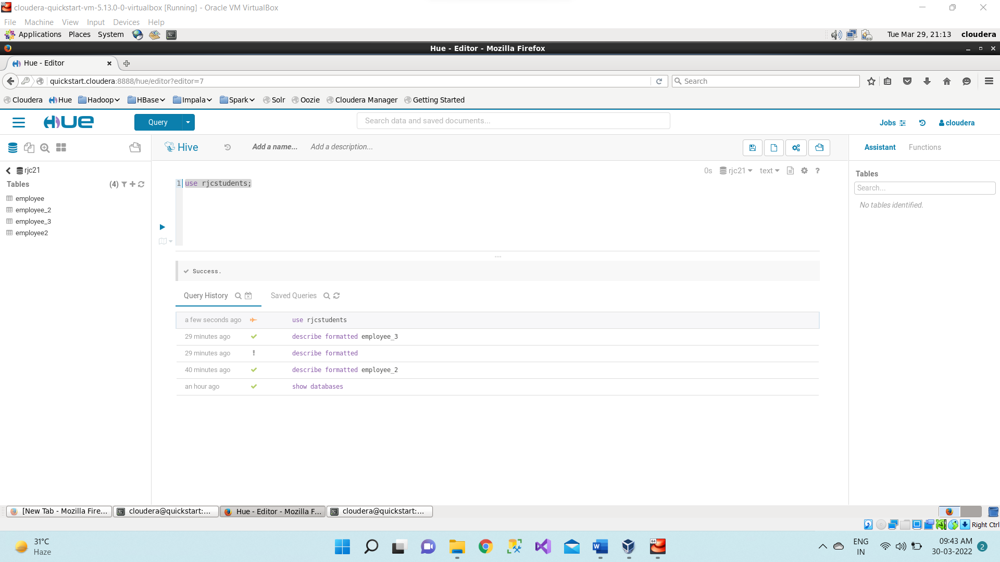 cloudera-quickstart-vm-5.13.0-0-virtualbox [Running] - Oracle VM VirtualBox
File Machine View Input Devices Help
Applications Places System
Tue Mar 29, 21:13 cloudera
Hue - Editor - Mozilla Firefox
Hue - Editor
quickstart.cloudera:8888/hue/editor?editor=7
Search
Cloudera Hue Hadoop HBase Impala Spark Solr Oozie Cloudera Manager Getting Started
HUE
Query
Search data and saved documents...
Jobs
cloudera
Hive
Add a name...
Add a description...
Assistant
Functions
rjc21
Tables (4)
employee
employee_2
employee_3
employee2
0s rjc21 text ?
1 use rjcstudents;
Tables
Search...
No tables identified.
Success.
Query History
Saved Queries
a few seconds ago use rjcstudents
29 minutes ago describe formatted employee_3
29 minutes ago ! describe formatted
40 minutes ago describe formatted employee_2
an hour ago show databases
[New Tab - Mozilla Fire...
cloudera@quickstart:...
Hue - Editor - Mozilla F...
cloudera@quickstart:...
Right Ctrl
31°C
Haze
64
ENG
IN
09:43 AM
30-03-2022
2